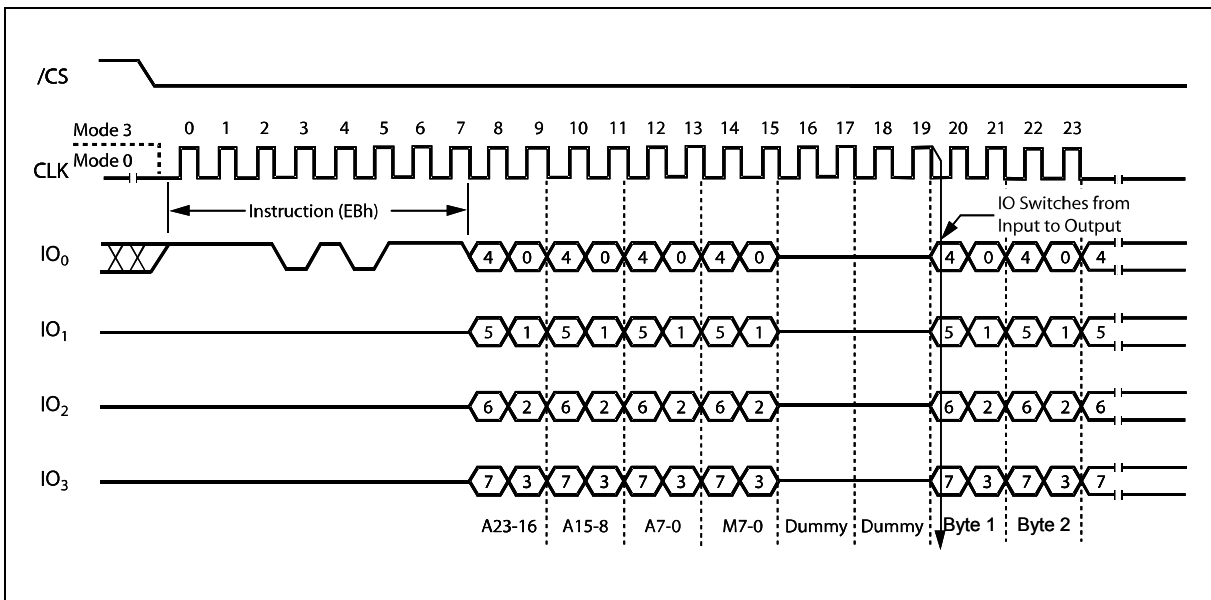 /CS
Mode 3
0 1 2 3 4 5 6 7 8 9 10 11 12 13 14 15 16 17 18 19 20 21 22 23
CLK
Mode 0
Instruction (EBh)
IO Switches from
Input to Output
IO0
4 0 4 0 4 0 4 0 4 0 4 0 4
IO1
5 1 5 1 5 1 5 1 5 1 5 1 5
IO2
6 2 6 2 6 2 6 2 6 2 6 2 6
IO3
7 3 7 3 7 3 7 3 7 3 7 3 7
A23-16 A15-8 A7-0 M7-0 Dummy Dummy Byte 1 Byte 2